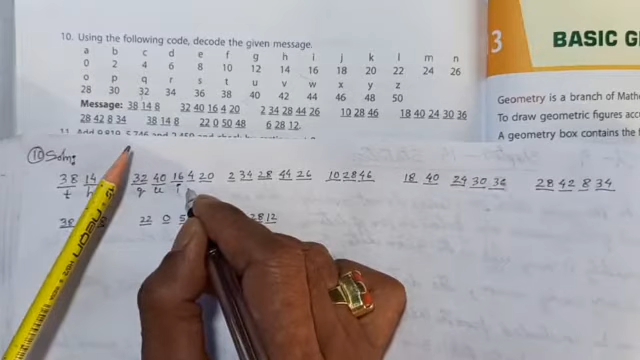 10. Using the following code, decode the given message.
a b c d e f g h i j k l m n
0 2 4 6 8 10 12 14 16 18 20 22 24 26
o p q r s t u v w x y z
28 30 32 34 36 38 40 42 44 46 48 50
Message: 38 14 8 32 40 16 4 20 2 34 28 44 26 10 28 46 18 40 24 30 36
28 42 8 34 38 14 8 22 0 50 48 6 28 12.
3 BASIC G
Geometry is a branch of Mathe
To draw geometric figures acc
A geometry box contains the
10 Soln:
38 14 32 40 16 4 20 2 34 28 44 26 10 28 46 18 40 24 30 36 28 42 8 34
t h q u i
38 22 0 5 28 12
neon